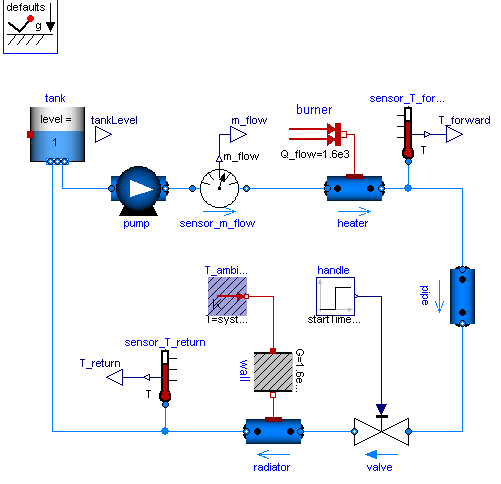 defaults
g
tank
level =
1
tankLevel
m_flow
m_flow
burner
Q_flow=1.6e3
sensor_T_for...
T_forward
T
pump
sensor_m_flow
heater
T_ambi...
K
T=syst...
handle
startTime...
pipe
sensor_T_return
T_return
T
wall
G=1.6e...
radiator
valve